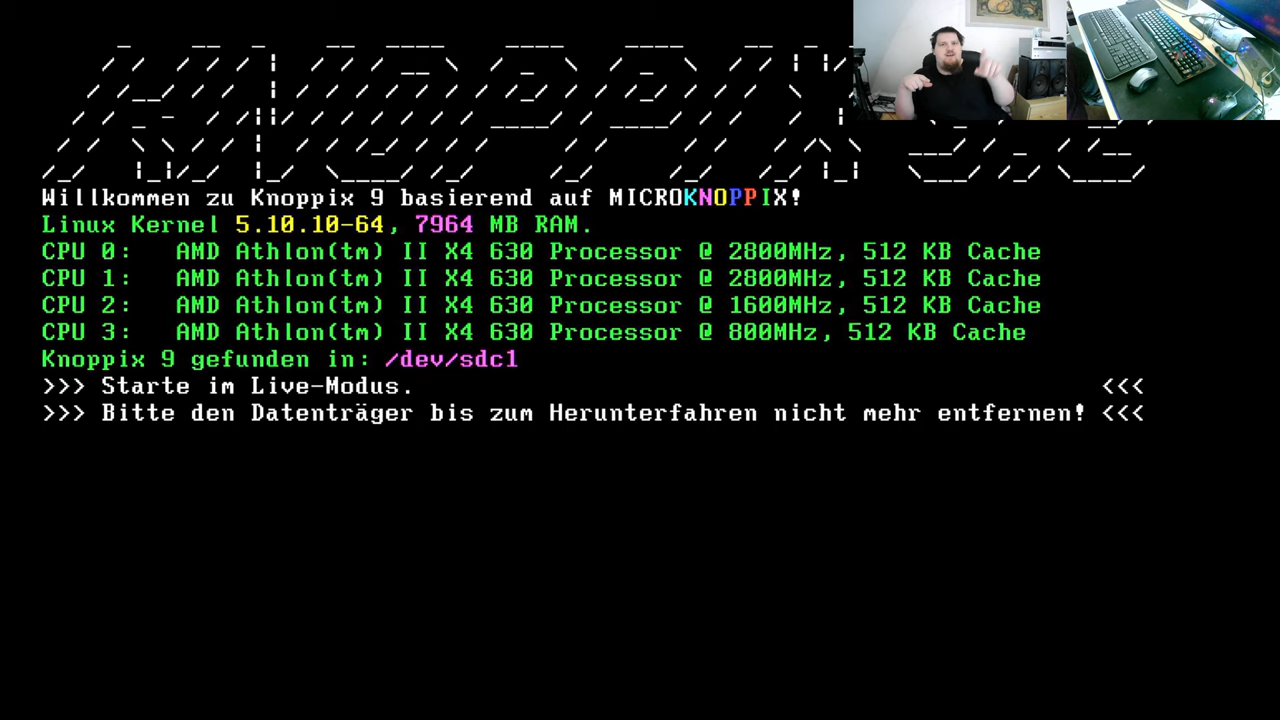 KNOPPIX 9.2
Willkommen zu Knoppix 9 basierend auf MICROKNOPPIX!
Linux Kernel 5.10.10-64, 7964 MB RAM.
CPU 0: AMD Athlon(tm) II X4 630 Processor @ 2800MHz, 512 KB Cache
CPU 1: AMD Athlon(tm) II X4 630 Processor @ 2800MHz, 512 KB Cache
CPU 2: AMD Athlon(tm) II X4 630 Processor @ 1600MHz, 512 KB Cache
CPU 3: AMD Athlon(tm) II X4 630 Processor @ 800MHz, 512 KB Cache
Knoppix 9 gefunden in: /dev/sdc1
>>> Starte im Live-Modus. <<<
>>> Bitte den Datenträger bis zum Herunterfahren nicht mehr entfernen! <<<